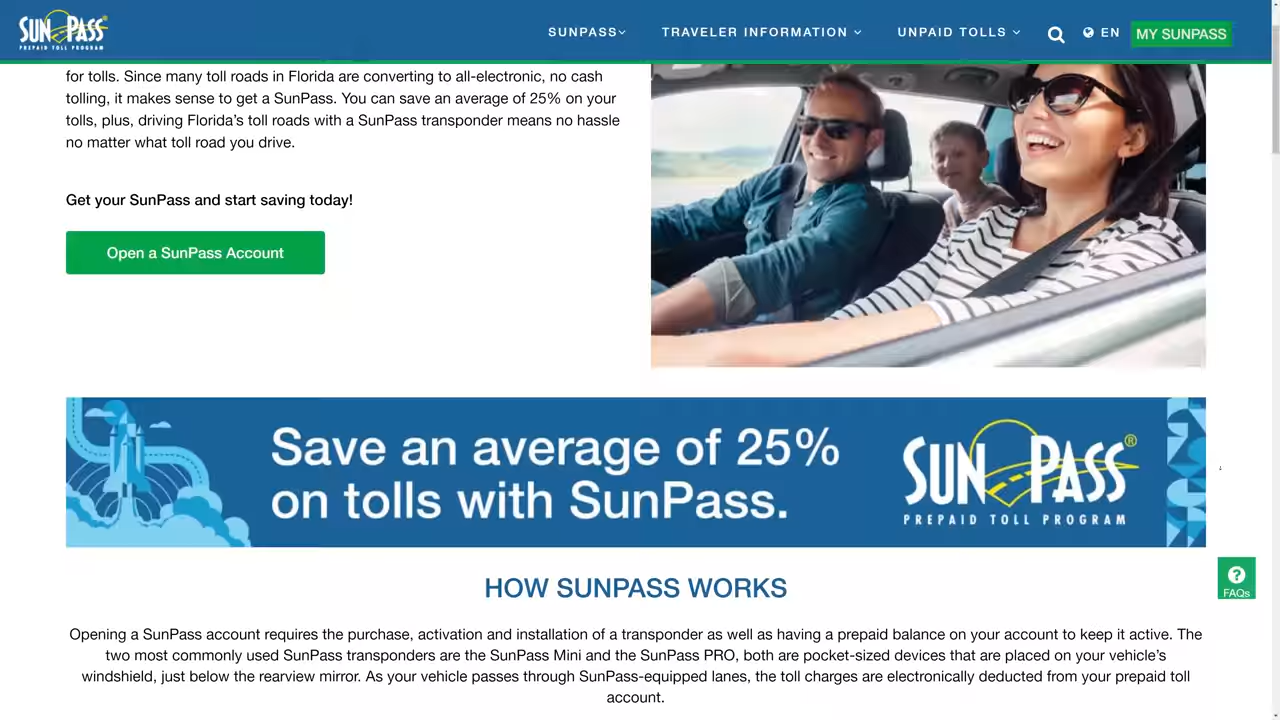 SUNPASS®
PREPAID TOLL PROGRAM
SUNPASS
TRAVELER INFORMATION
UNPAID TOLLS
EN
MY SUNPASS
for tolls. Since many toll roads in Florida are converting to all-electronic, no cash
tolling, it makes sense to get a SunPass. You can save an average of 25% on your
tolls, plus, driving Florida’s toll roads with a SunPass transponder means no hassle
no matter what toll road you drive.
Get your SunPass and start saving today!
Open a SunPass Account
Save an average of 25%
on tolls with SunPass.
SUNPASS®
PREPAID TOLL PROGRAM
HOW SUNPASS WORKS
?
FAQs
Opening a SunPass account requires the purchase, activation and installation of a transponder as well as having a prepaid balance on your account to keep it active. The
two most commonly used SunPass transponders are the SunPass Mini and the SunPass PRO, both are pocket-sized devices that are placed on your vehicle’s
windshield, just below the rearview mirror. As your vehicle passes through SunPass-equipped lanes, the toll charges are electronically deducted from your prepaid toll
account.